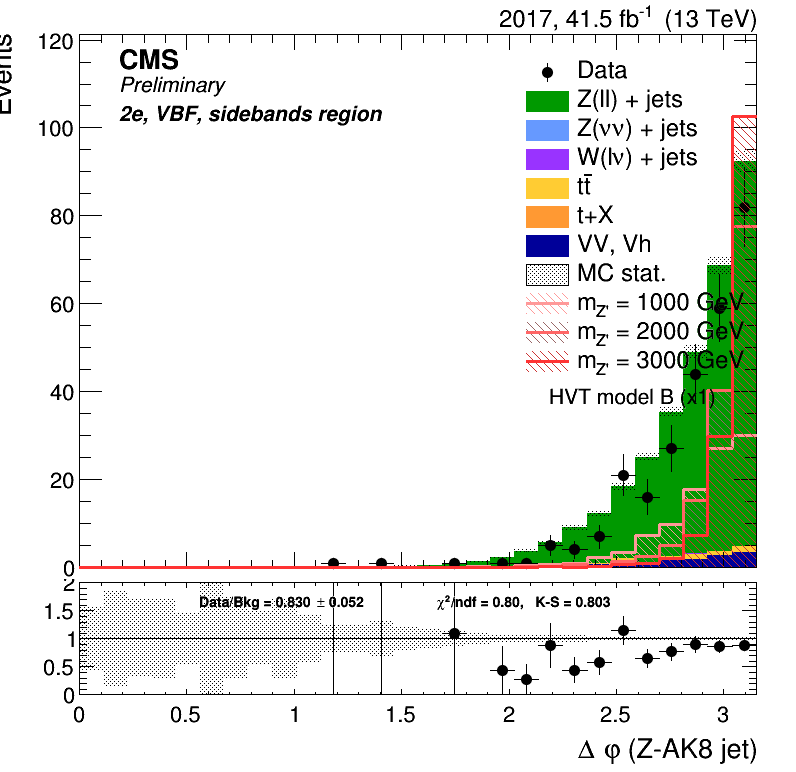 2017, 41.5 fb⁻¹ (13 TeV)
Events
120
100
80
60
40
20
0
CMS
Preliminary
2e, VBF, sidebands region
Data
Z(ll) + jets
Z(νν) + jets
W(lν) + jets
tt̄
t+X
VV, Vh
MC stat.
m_Z' = 1000 GeV
m_Z' = 2000 GeV
m_Z' = 3000 GeV
HVT model B (x1)
2
1.5
1
0.5
0
Data/Bkg = 0.830 ± 0.052
χ²/ndf = 0.80, K-S = 0.803
0 0.5 1 1.5 2 2.5 3
Δ φ (Z-AK8 jet)